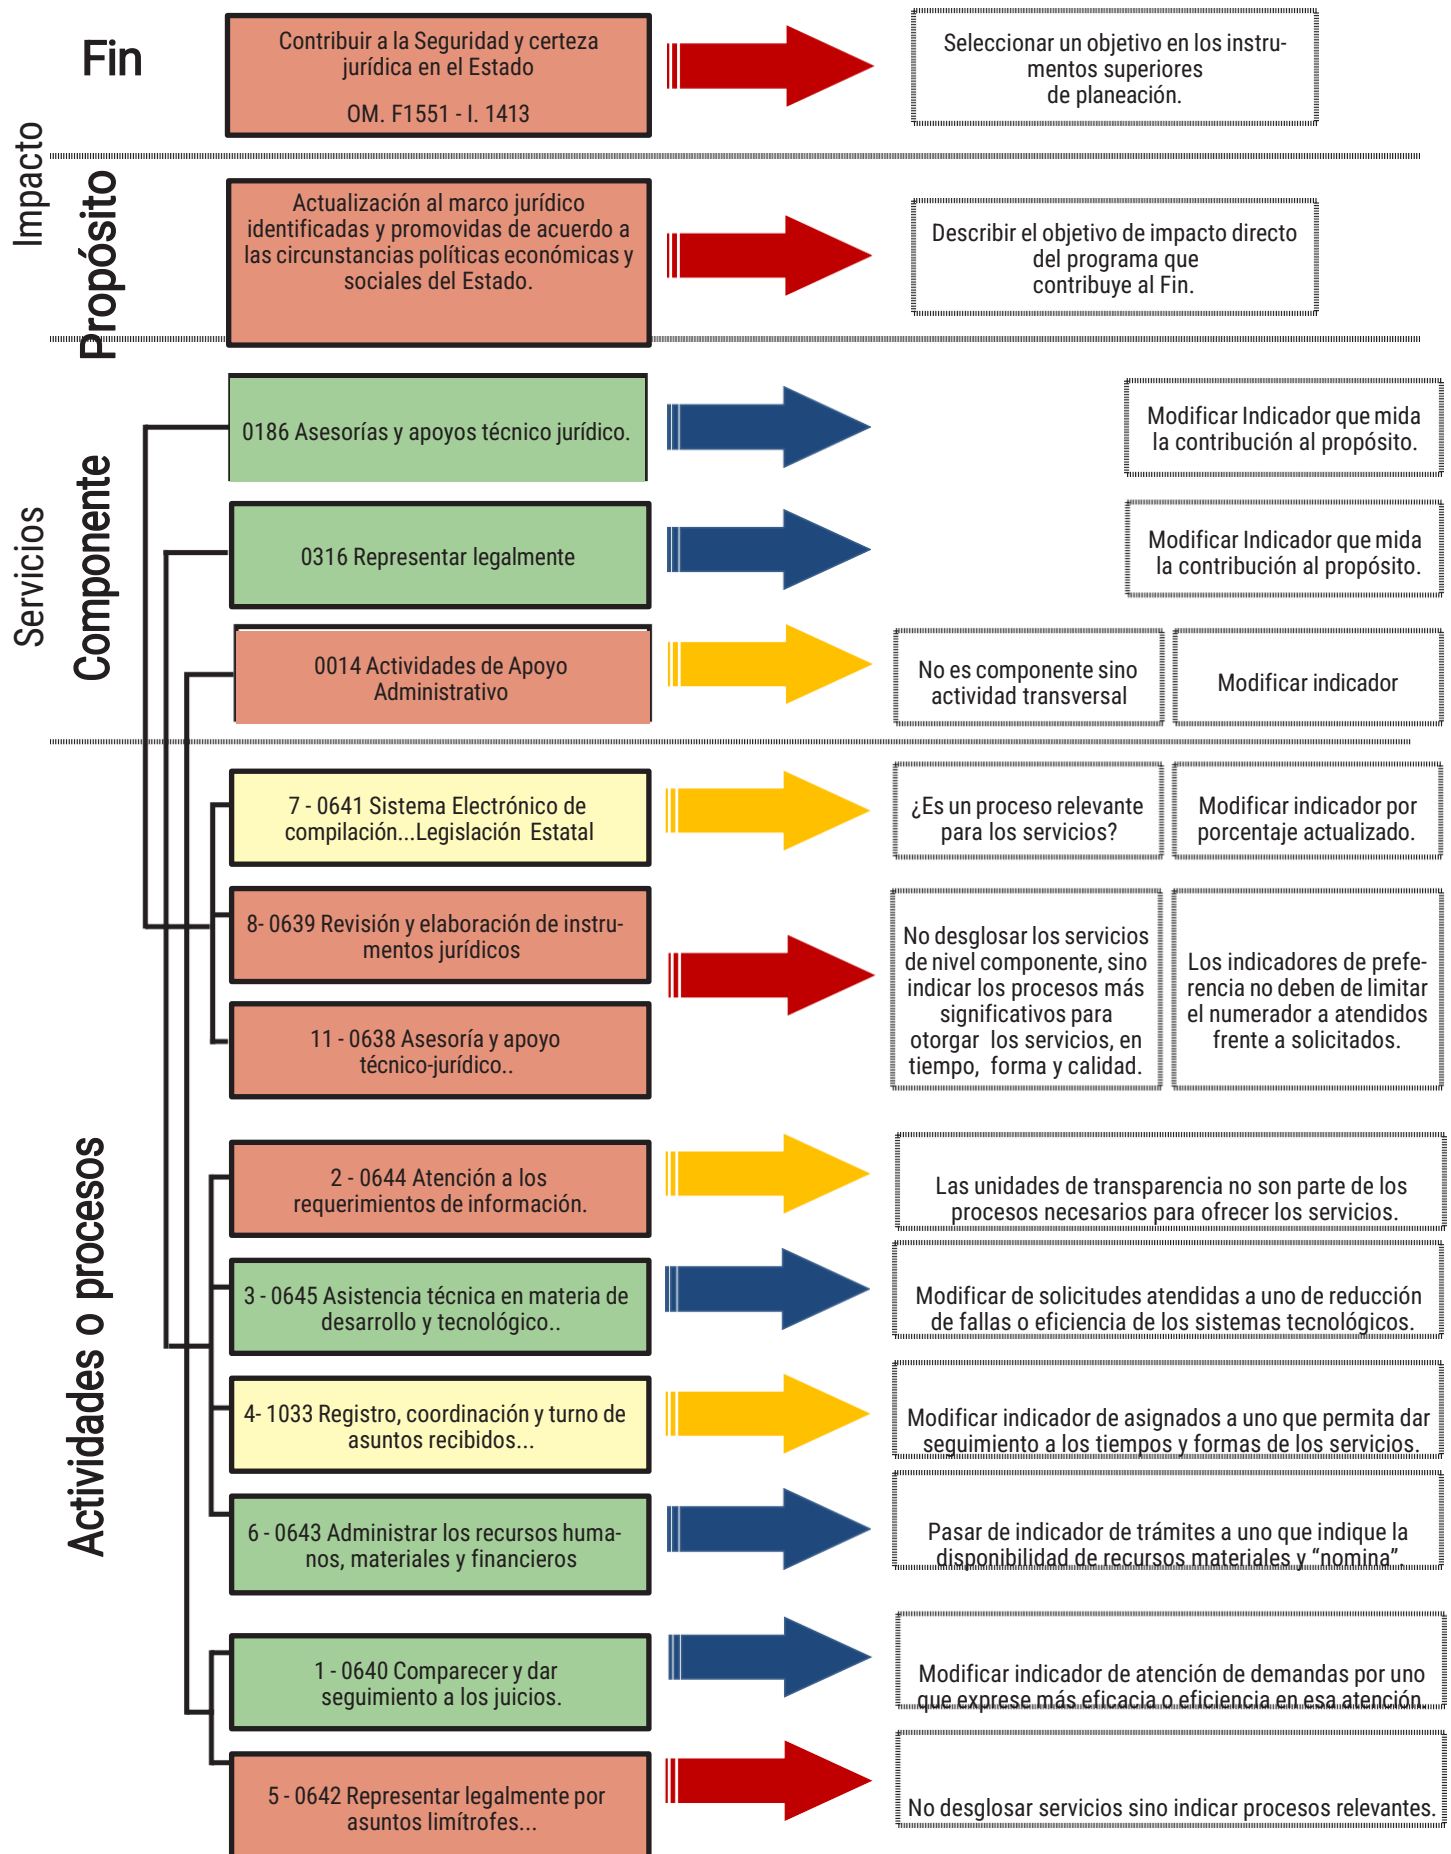 Impacto
Fin
Contribuir a la Seguridad y certeza
jurídica en el Estado
OM. F1551 - I. 1413
Seleccionar un objetivo en los instru-
mentos superiores
de planeación.
Propósito
Actualización al marco jurídico
identificadas y promovidas de acuerdo a
las circunstancias políticas económicas y
sociales del Estado.
Describir el objetivo de impacto directo
del programa que
contribuye al Fin.
Servicios
Componente
0186 Asesorías y apoyos técnico jurídico.
Modificar Indicador que mida
la contribución al propósito.
0316 Representar legalmente
Modificar Indicador que mida
la contribución al propósito.
0014 Actividades de Apoyo
Administrativo
No es componente sino
actividad transversal
Modificar indicador
Actividades o procesos
7 - 0641 Sistema Electrónico de
compilación...Legislación Estatal
¿Es un proceso relevante
para los servicios?
Modificar indicador por
porcentaje actualizado.
8- 0639 Revisión y elaboración de instru-
mentos jurídicos
11 - 0638 Asesoría y apoyo
técnico-jurídico..
No desglosar los servicios
de nivel componente, sino
indicar los procesos más
significativos para
otorgar los servicios, en
tiempo, forma y calidad.
Los indicadores de prefe-
rencia no deben de limitar
el numerador a atendidos
frente a solicitados.
2 - 0644 Atención a los
requerimientos de información.
Las unidades de transparencia no son parte de los
procesos necesarios para ofrecer los servicios.
3 - 0645 Asistencia técnica en materia de
desarrollo y tecnológico..
Modificar de solicitudes atendidas a uno de reducción
de fallas o eficiencia de los sistemas tecnológicos.
4- 1033 Registro, coordinación y turno de
asuntos recibidos...
Modificar indicador de asignados a uno que permita dar
seguimiento a los tiempos y formas de los servicios.
6 - 0643 Administrar los recursos huma-
nos, materiales y financieros
Pasar de indicador de trámites a uno que indique la
disponibilidad de recursos materiales y “nomina”.
1 - 0640 Comparecer y dar
seguimiento a los juicios.
Modificar indicador de atención de demandas por uno
que exprese más eficacia o eficiencia en esa atención.
5 - 0642 Representar legalmente por
asuntos limítrofes...
No desglosar servicios sino indicar procesos relevantes.